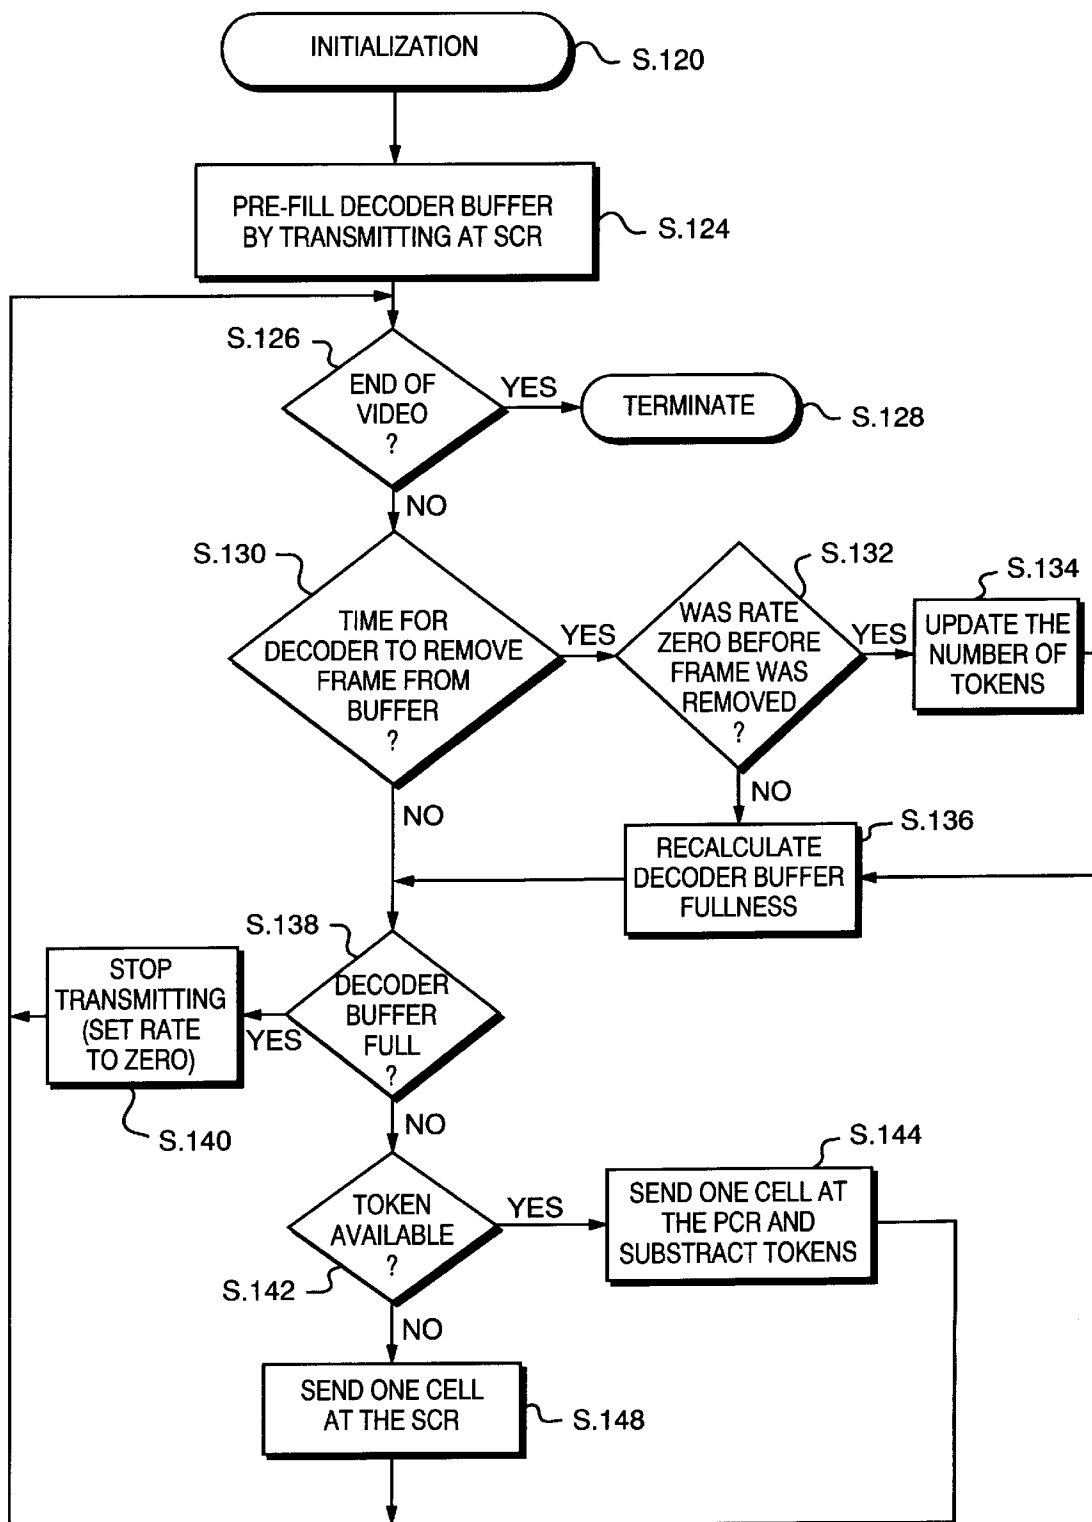 INITIALIZATION
S.120
PRE-FILL DECODER BUFFER
BY TRANSMITTING AT SCR
S.124
S.126
END OF
VIDEO
?
YES
TERMINATE
S.128
NO
S.130
TIME FOR
DECODER TO REMOVE
FRAME FROM
BUFFER
?
YES
S.132
WAS RATE
ZERO BEFORE
FRAME WAS
REMOVED
?
YES
S.134
UPDATE THE
NUMBER OF
TOKENS
NO
NO
S.136
RECALCULATE
DECODER BUFFER
FULLNESS
S.138
DECODER
BUFFER
FULL
?
YES
STOP
TRANSMITTING
(SET RATE
TO ZERO)
S.140
NO
TOKEN
AVAILABLE
?
S.142
YES
S.144
SEND ONE CELL AT
THE PCR AND
SUBSTRACT TOKENS
NO
SEND ONE CELL
AT THE SCR
S.148